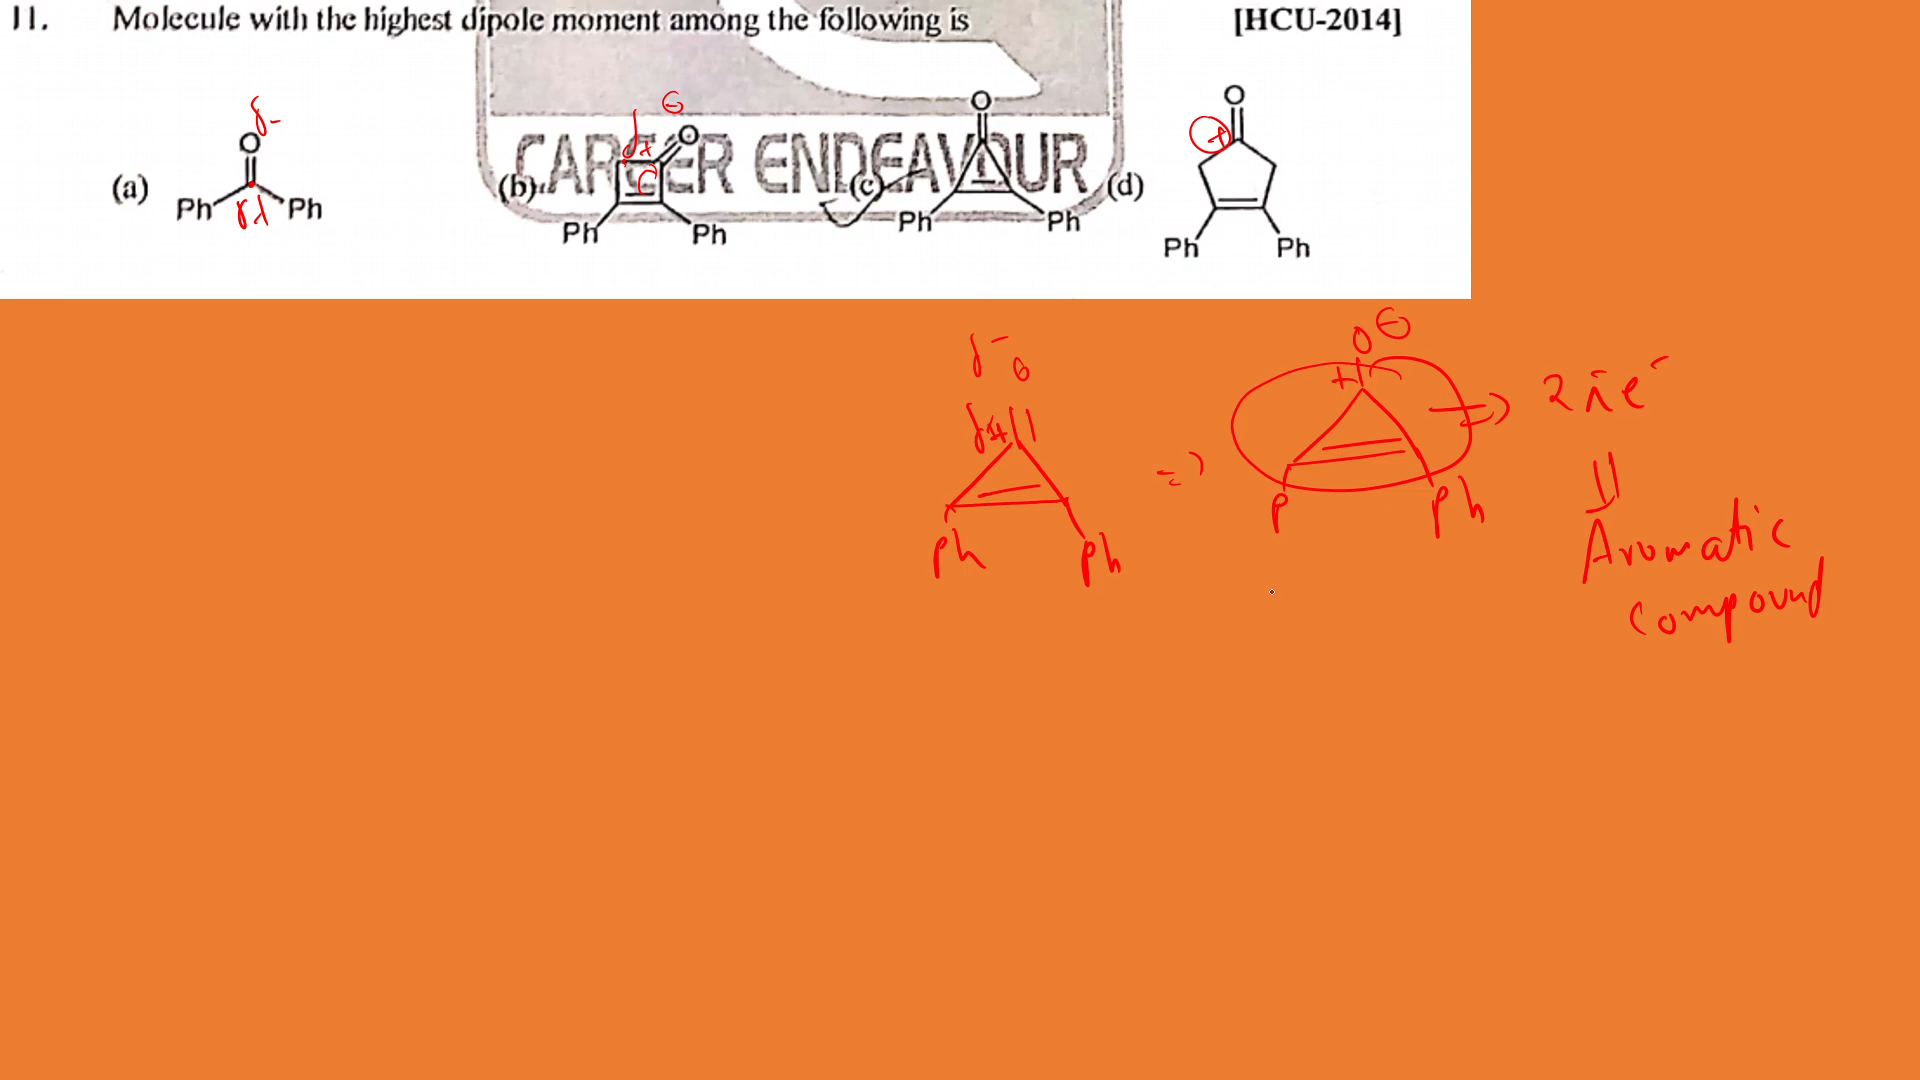 11. Molecule with the highest dipole moment among the following is [HCU-2014]
CAREER ENDEAVOUR
(a) O Ph Ph
(b) O Ph Ph
(c) O Ph Ph
(d) O Ph Ph
δ-
δ+
⊖
+
δ-
O
δ+
Ph Ph
=>
O⊖
+
P Ph
=> 2πe-
Aromatic
compound